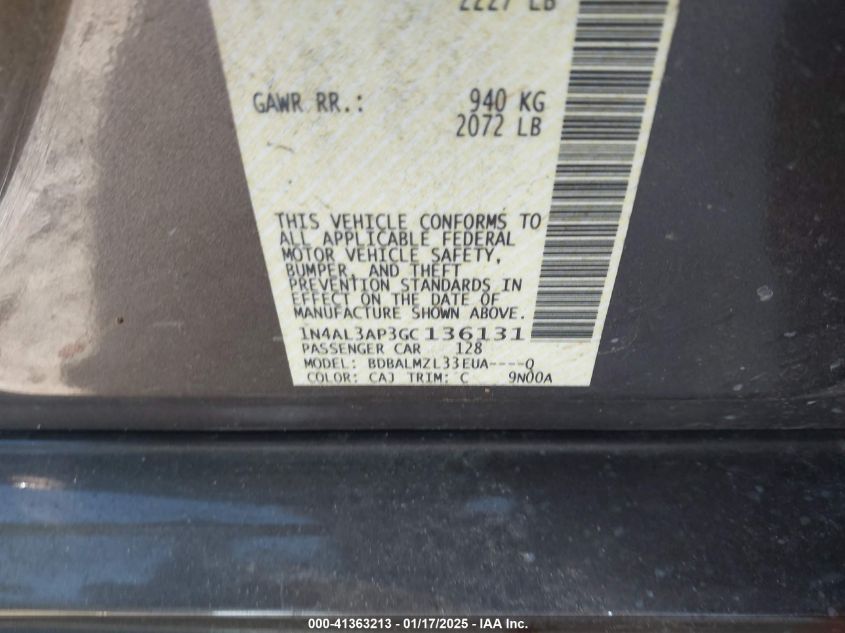 2227 LB
GAWR RR.: 940 KG
2072 LB
THIS VEHICLE CONFORMS TO
ALL APPLICABLE FEDERAL
MOTOR VEHICLE SAFETY,
BUMPER, AND THEFT
PREVENTION STANDARDS IN
EFFECT ON THE DATE OF
MANUFACTURE SHOWN ABOVE.
1N4AL3AP3GC136131
PASSENGER CAR 128
MODEL: BDBALMZL33EUA----Q
COLOR: CAJ TRIM: C 9N00A
000-41363213 - 01/17/2025 - IAA Inc.